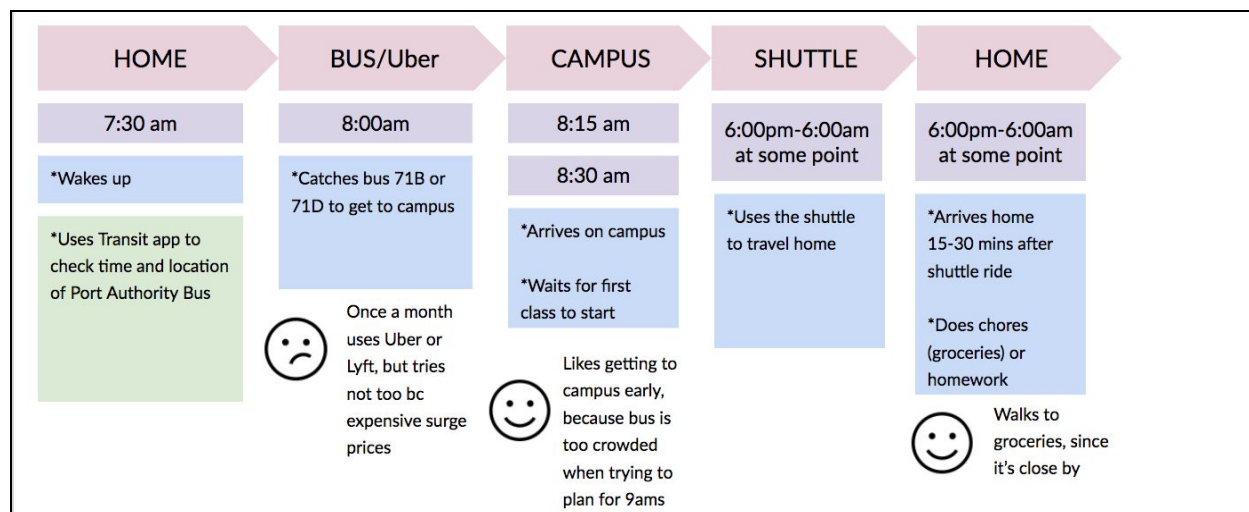 HOME
BUS/Uber
CAMPUS
SHUTTLE
HOME
7:30 am
*Wakes up
*Uses Transit app to
check time and location
of Port Authority Bus
8:00am
*Catches bus 71B or
71D to get to campus
Once a month
uses Uber or
Lyft, but tries
not too bc
expensive surge
prices
8:15 am
8:30 am
*Arrives on campus
*Waits for first
class to start
Likes getting to
campus early,
because bus is
too crowded
when trying to
plan for 9ams
6:00pm-6:00am
at some point
*Uses the shuttle
to travel home
6:00pm-6:00am
at some point
*Arrives home
15-30 mins after
shuttle ride
*Does chores
(groceries) or
homework
Walks to
groceries, since
it's close by